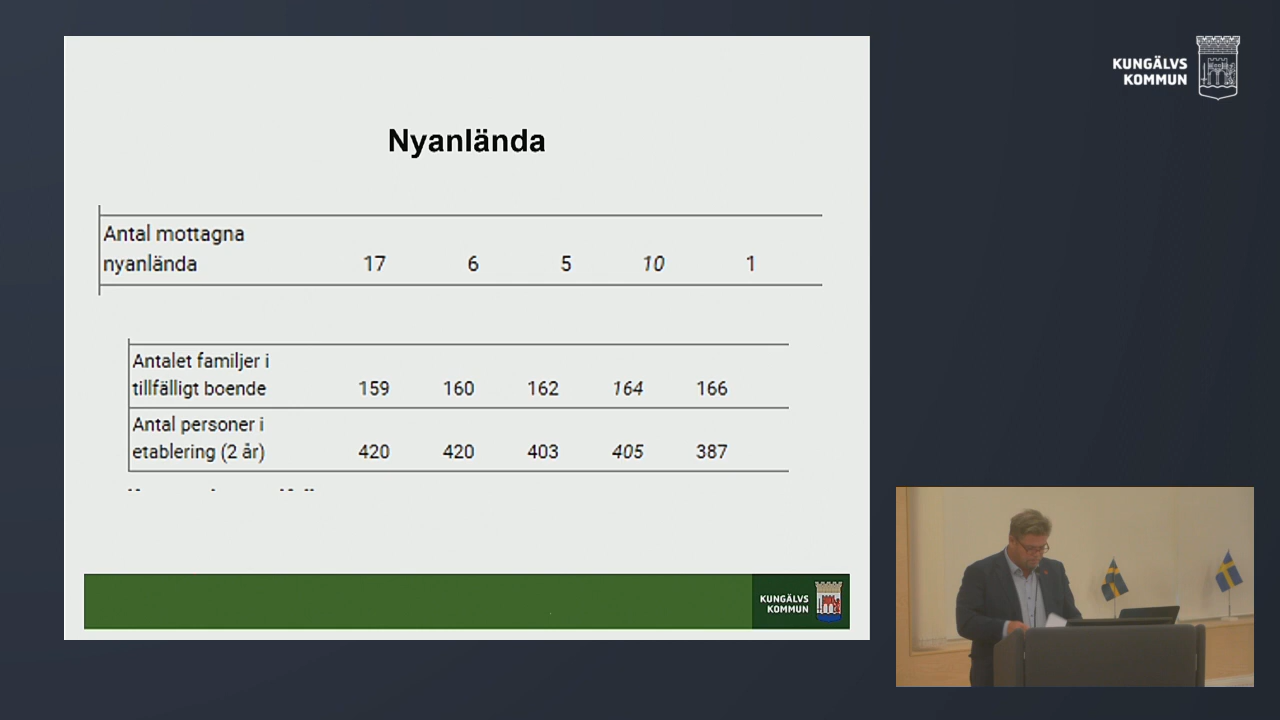 KUNGÄLVS
KOMMUN
Nyanlända
Antal mottagna
nyanlända 17 6 5 10 1
Antalet familjer i
tillfälligt boende 159 160 162 164 166
Antal personer i
etablering (2 år) 420 420 403 405 387
KUNGÄLVS
KOMMUN